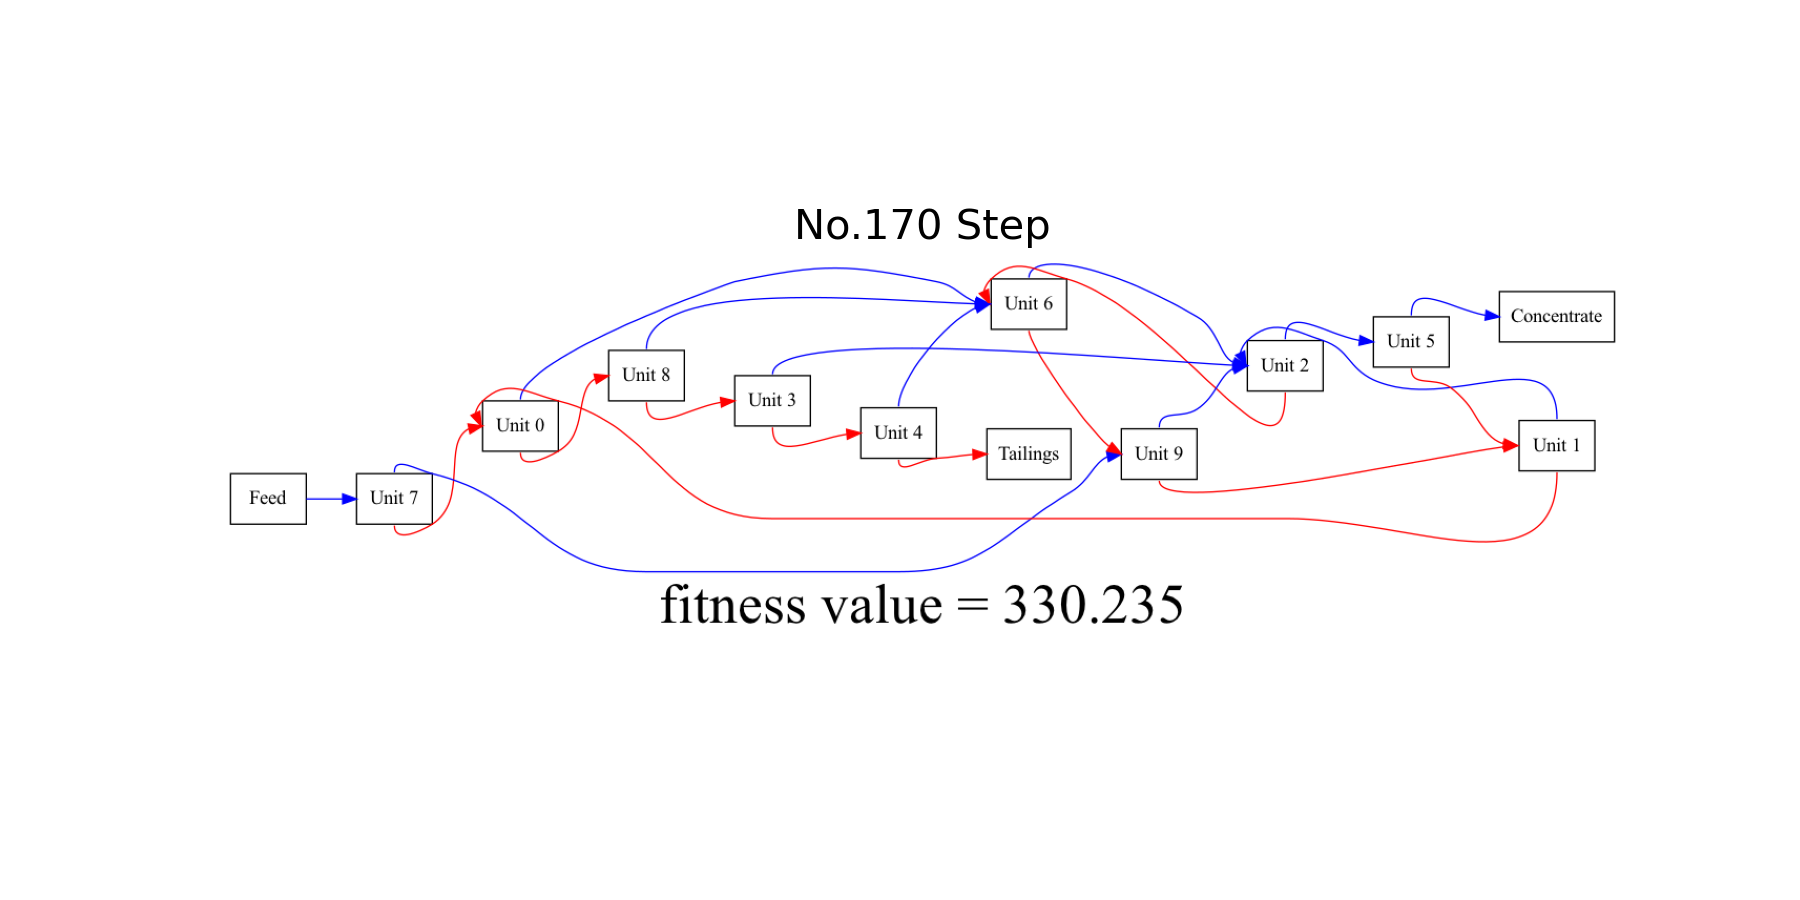 No.170 Step
Unit 6
Concentrate
Unit 5
Unit 2
Unit 8
Unit 3
Unit 0
Unit 4
Unit 1
Tailings
Unit 9
Feed
Unit 7
fitness value = 330.235